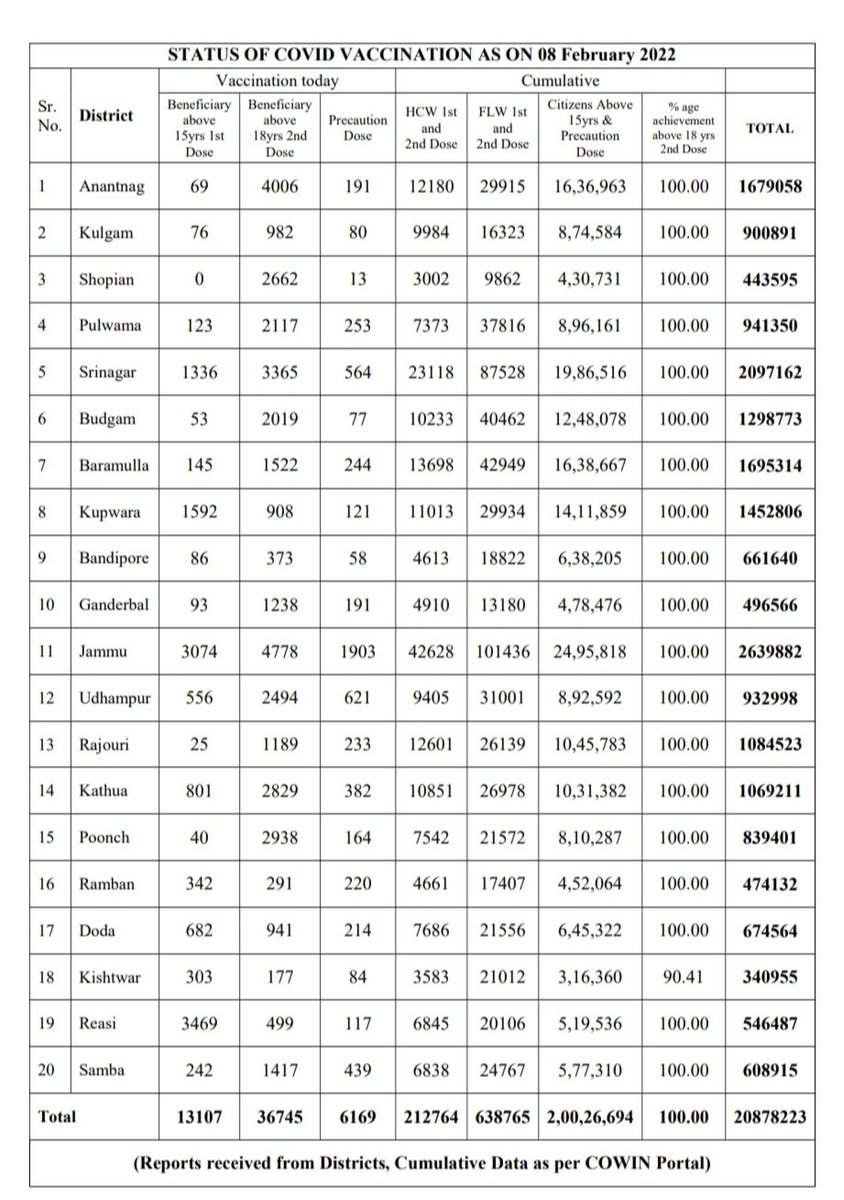 STATUS OF COVID VACCINATION AS ON 08 February 2022
Vaccination today Cumulative
Sr. No. District Beneficiary above 15yrs 1st Dose Beneficiary above 18yrs 2nd Dose Precaution Dose HCW 1st and 2nd Dose FLW 1st and 2nd Dose Citizens Above 15yrs & Precaution Dose % age achievement above 18 yrs 2nd Dose TOTAL
1 Anantnag 69 4006 191 12180 29915 16,36,963 100.00 1679058
2 Kulgam 76 982 80 9984 16323 8,74,584 100.00 900891
3 Shopian 0 2662 13 3002 9862 4,30,731 100.00 443595
4 Pulwama 123 2117 253 7373 37816 8,96,161 100.00 941350
5 Srinagar 1336 3365 564 23118 87528 19,86,516 100.00 2097162
6 Budgam 53 2019 77 10233 40462 12,48,078 100.00 1298773
7 Baramulla 145 1522 244 13698 42949 16,38,667 100.00 1695314
8 Kupwara 1592 908 121 11013 29934 14,11,859 100.00 1452806
9 Bandipore 86 373 58 4613 18822 6,38,205 100.00 661640
10 Ganderbal 93 1238 191 4910 13180 4,78,476 100.00 496566
11 Jammu 3074 4778 1903 42628 101436 24,95,818 100.00 2639882
12 Udhampur 556 2494 621 9405 31001 8,92,592 100.00 932998
13 Rajouri 25 1189 233 12601 26139 10,45,783 100.00 1084523
14 Kathua 801 2829 382 10851 26978 10,31,382 100.00 1069211
15 Poonch 40 2938 164 7542 21572 8,10,287 100.00 839401
16 Ramban 342 291 220 4661 17407 4,52,064 100.00 474132
17 Doda 682 941 214 7686 21556 6,45,322 100.00 674564
18 Kishtwar 303 177 84 3583 21012 3,16,360 90.41 340955
19 Reasi 3469 499 117 6845 20106 5,19,536 100.00 546487
20 Samba 242 1417 439 6838 24767 5,77,310 100.00 608915
Total 13107 36745 6169 212764 638765 2,00,26,694 100.00 20878223
(Reports received from Districts, Cumulative Data as per COWIN Portal)